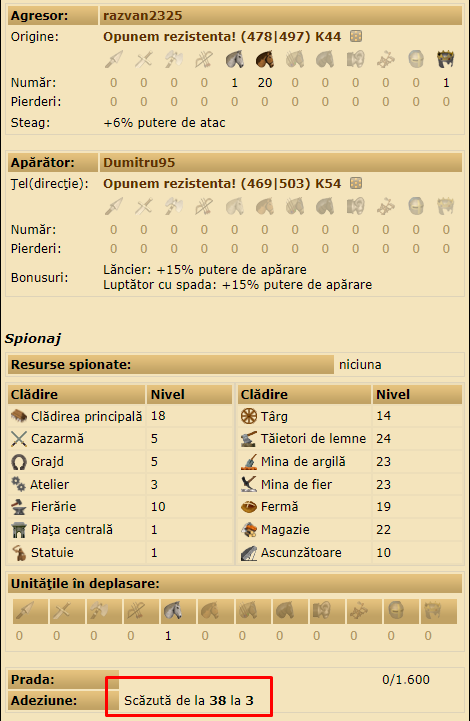 Agresor: razvan2325
Origine: Opunem rezistenta! (478|497) K44
Număr: 0 0 0 0 1 20 0 0 0 0 0 1
Pierderi: 0 0 0 0 0 0 0 0 0 0 0 0
Steag: +6% putere de atac
Apărător: Dumitru95
Ţel(direcţie): Opunem rezistenta! (469|503) K54
Număr: 0 0 0 0 0 0 0 0 0 0 0 0
Pierderi: 0 0 0 0 0 0 0 0 0 0 0 0
Bonusuri: Lăncier: +15% putere de apărare
Luptător cu spada: +15% putere de apărare
Spionaj
Resurse spionate: niciuna
Clădire Nivel Clădire Nivel
Clădirea principală 18 Târg 14
Cazarmă 5 Tăietori de lemne 24
Grajd 5 Mina de argilă 23
Atelier 3 Mina de fier 23
Fierărie 10 Fermă 19
Piaţa centrală 1 Magazie 22
Statuie 1 Ascunzătoare 10
Unităţile în deplasare:
0 0 0 0 1 0 0 0 0 0 0 0
Prada: 0/1.600
Adeziune: Scăzută de la 38 la 3